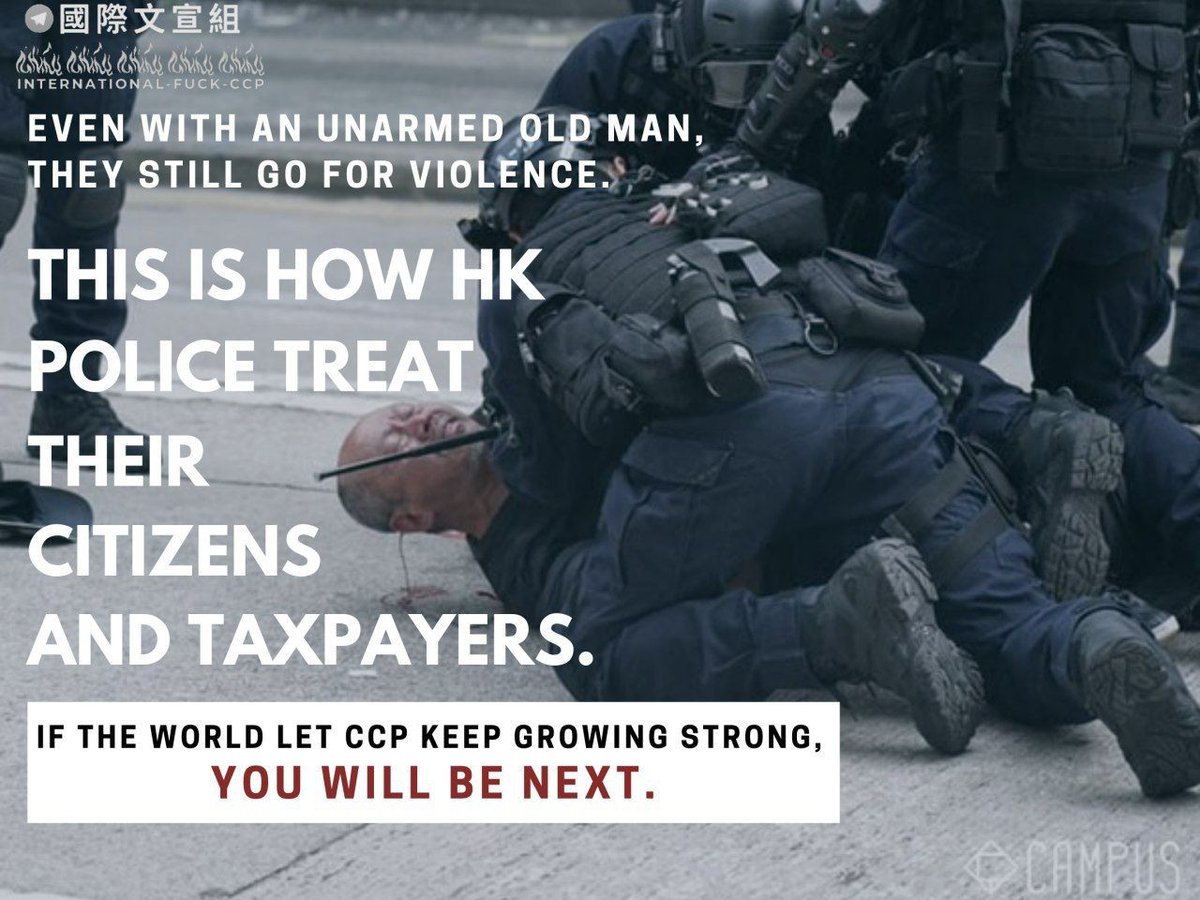 國際文宣組
INTERNATIONAL-FUCK-CCP
EVEN WITH AN UNARMED OLD MAN,
THEY STILL GO FOR VIOLENCE.
THIS IS HOW HK
POLICE TREAT
THEIR
CITIZENS
AND TAXPAYERS.
IF THE WORLD LET CCP KEEP GROWING STRONG,
YOU WILL BE NEXT.
CAMPUS